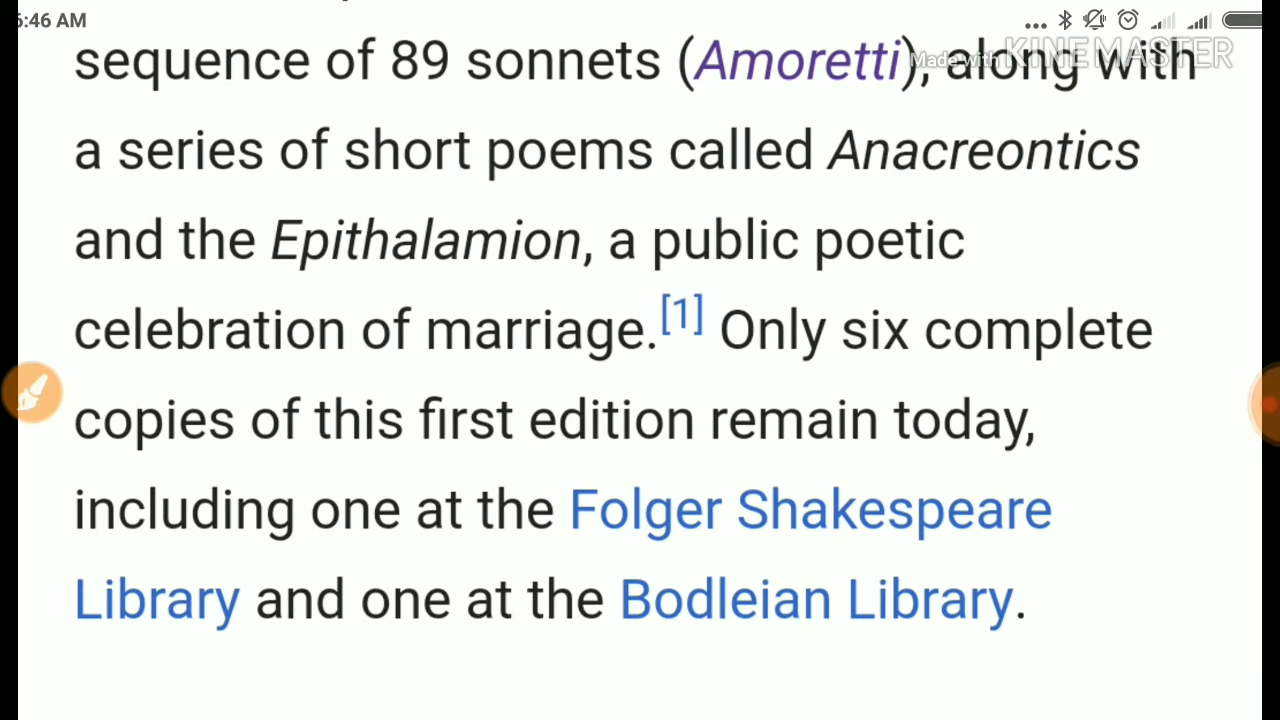 6:46 AM
Made with KINEMASTER
sequence of 89 sonnets (Amoretti), along with
a series of short poems called Anacreontics
and the Epithalamion, a public poetic
celebration of marriage.[1] Only six complete
copies of this first edition remain today,
including one at the Folger Shakespeare
Library and one at the Bodleian Library.